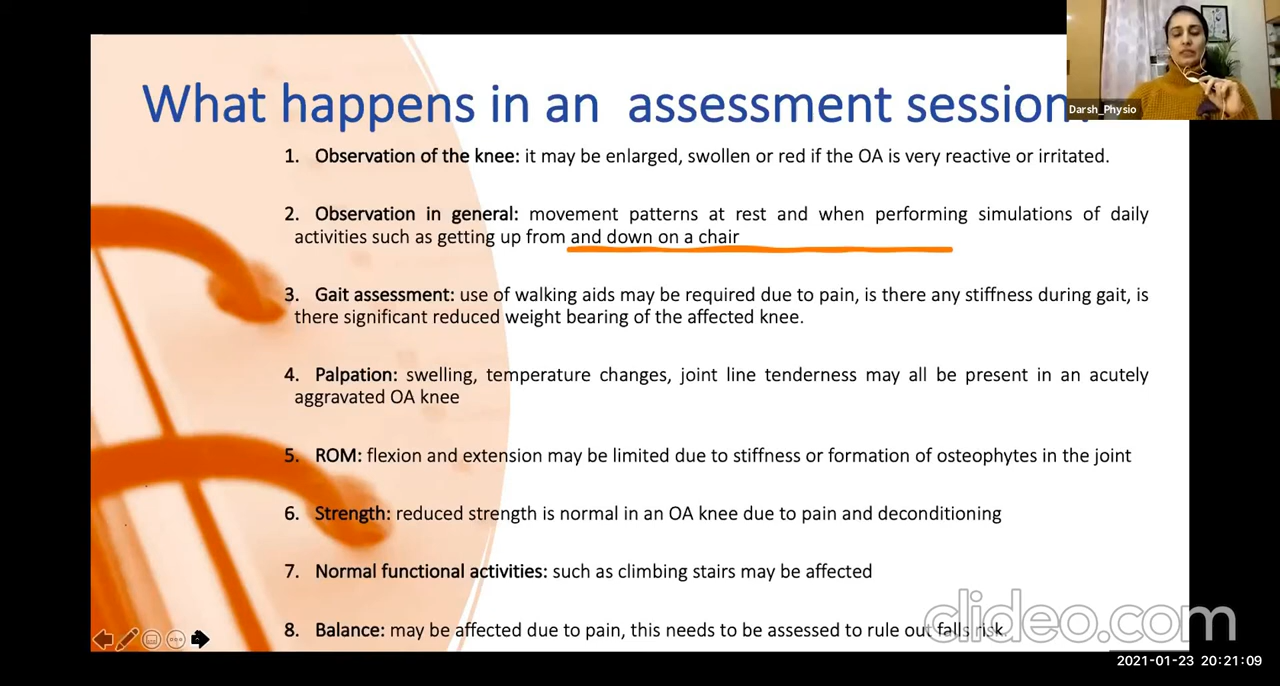 What happens in an assessment session
Darsh_Physio
1. Observation of the knee: it may be enlarged, swollen or red if the OA is very reactive or irritated.
2. Observation in general: movement patterns at rest and when performing simulations of daily
activities such as getting up from and down on a chair
3. Gait assessment: use of walking aids may be required due to pain, is there any stiffness during gait, is
there significant reduced weight bearing of the affected knee.
4. Palpation: swelling, temperature changes, joint line tenderness may all be present in an acutely
aggravated OA knee
5. ROM: flexion and extension may be limited due to stiffness or formation of osteophytes in the joint
6. Strength: reduced strength is normal in an OA knee due to pain and deconditioning
7. Normal functional activities: such as climbing stairs may be affected
8. Balance: may be affected due to pain, this needs to be assessed to rule out falls risk.
clideo.com
2021-01-23 20:21:09